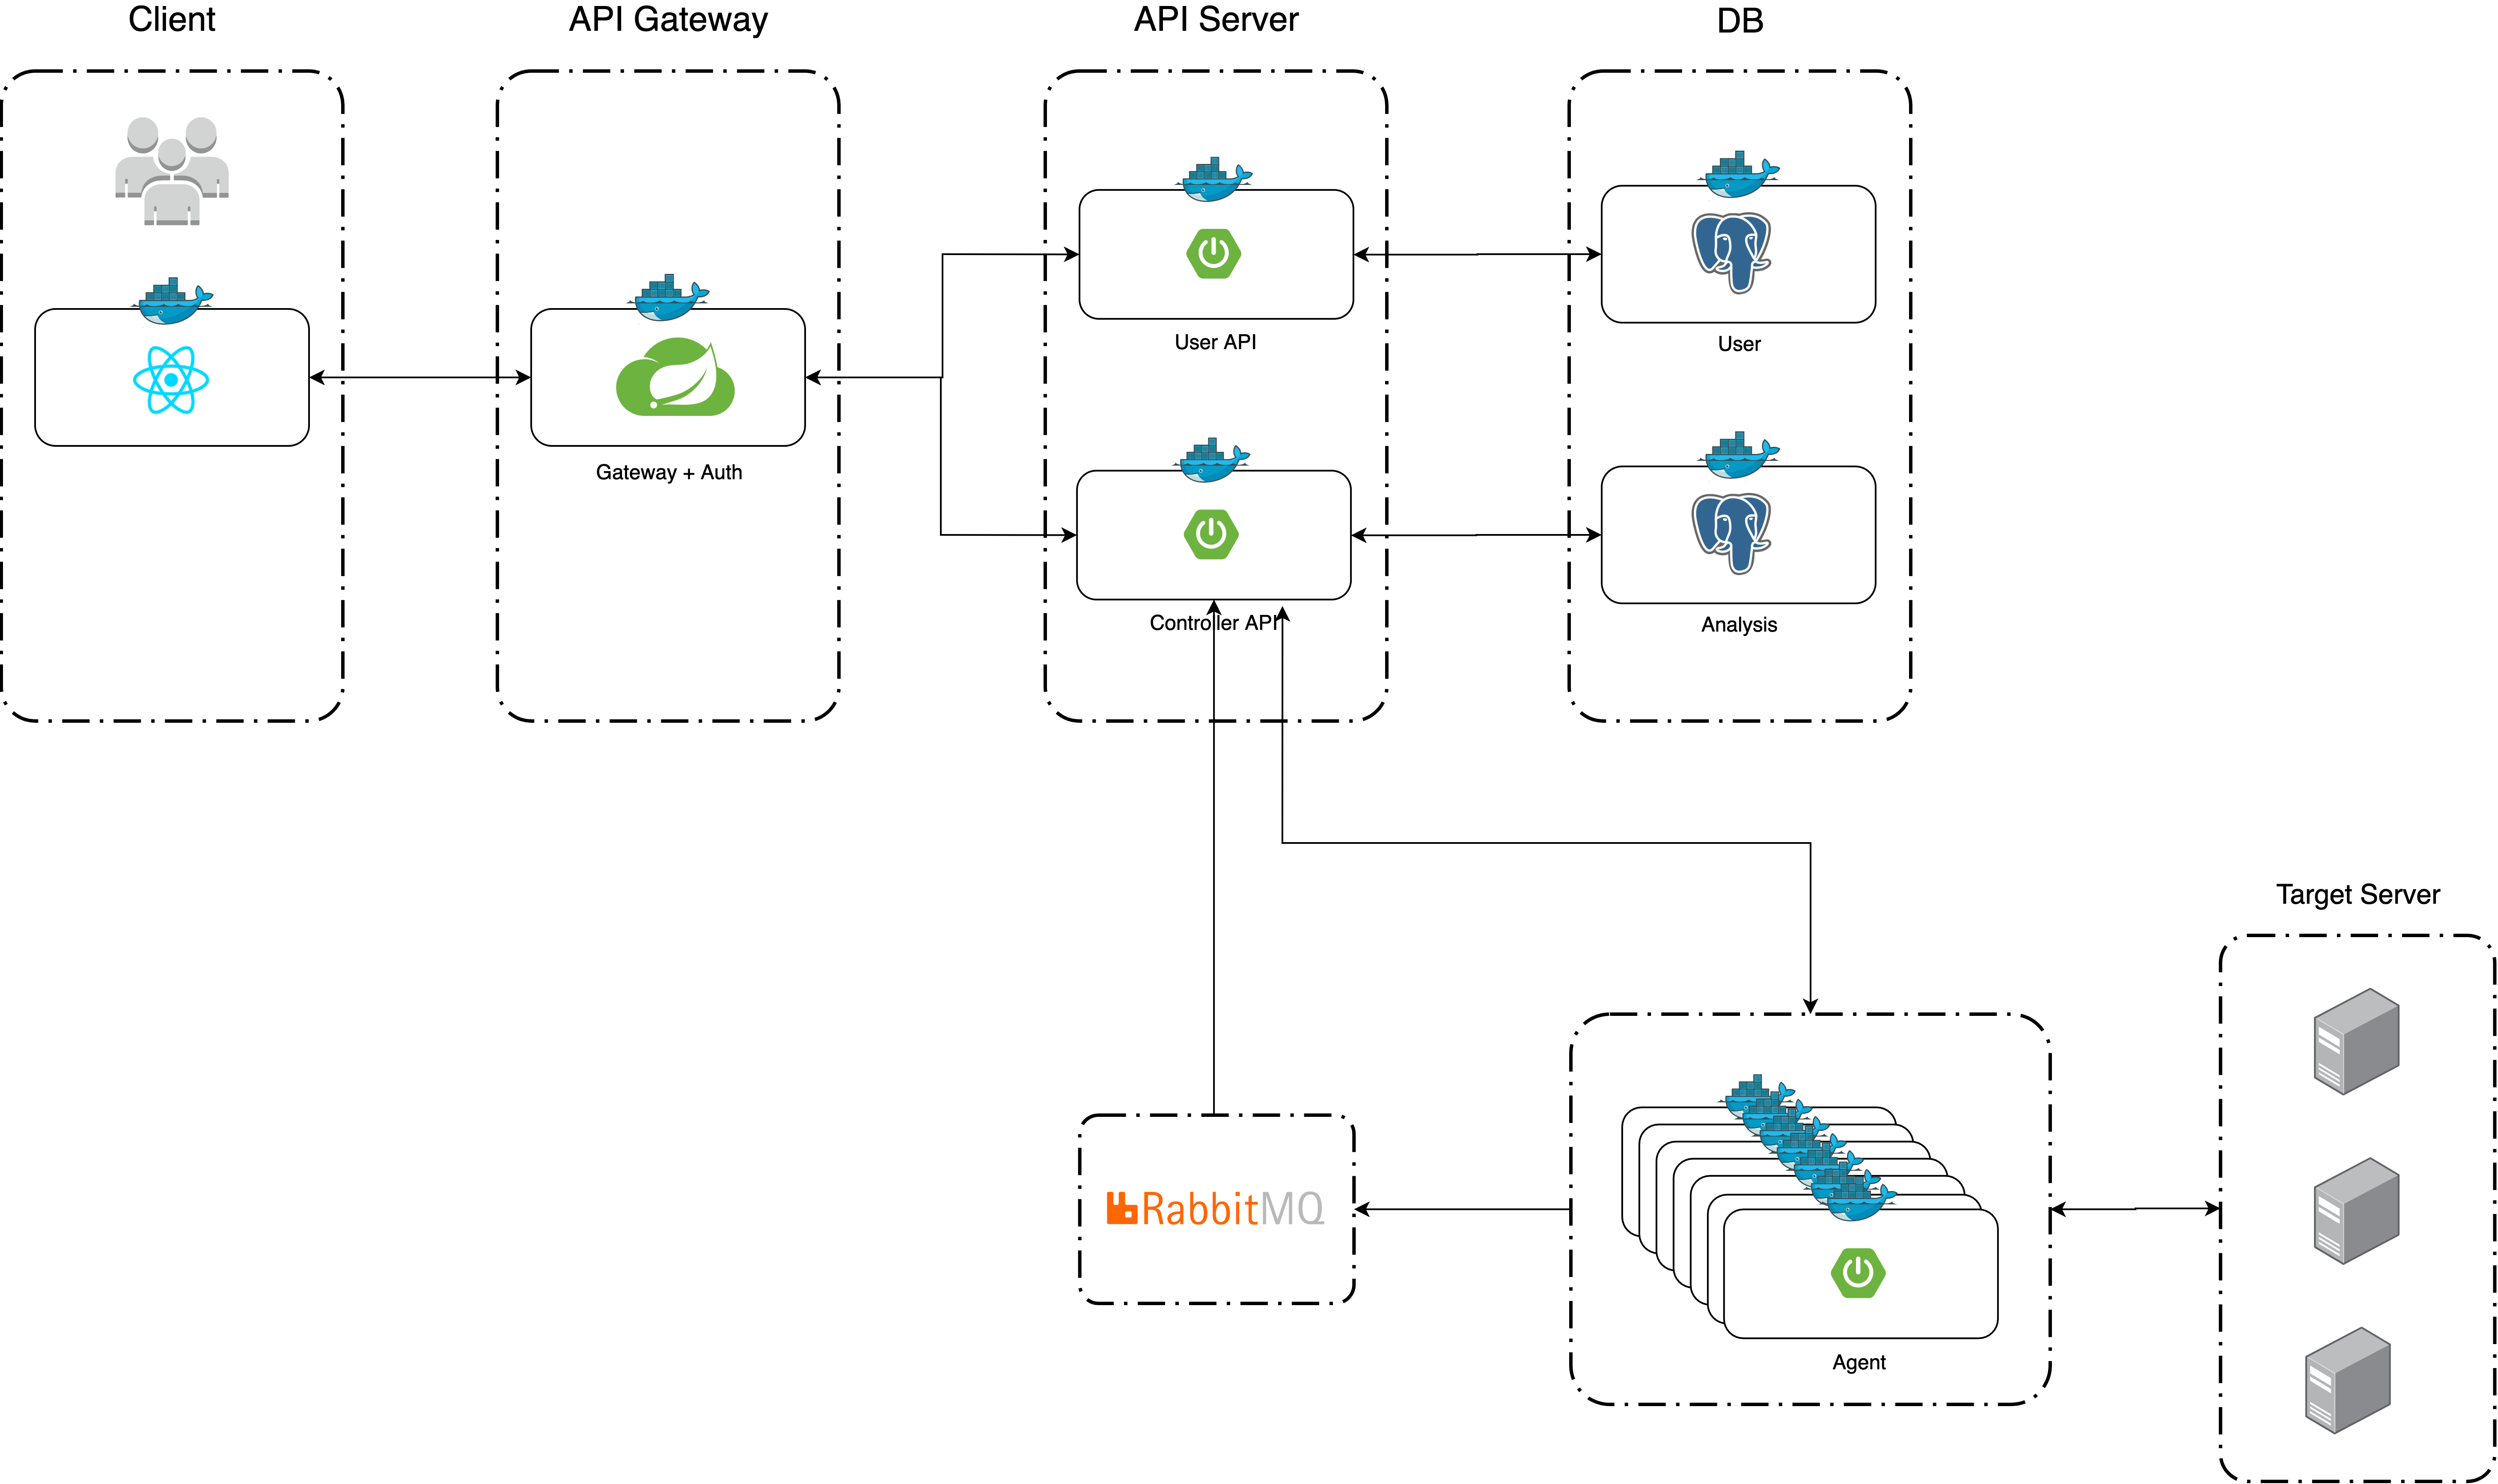 Client
API Gateway
API Server
DB
User API
User
Gateway + Auth
Controller API
Analysis
Target Server
RabbitMQ
Agent